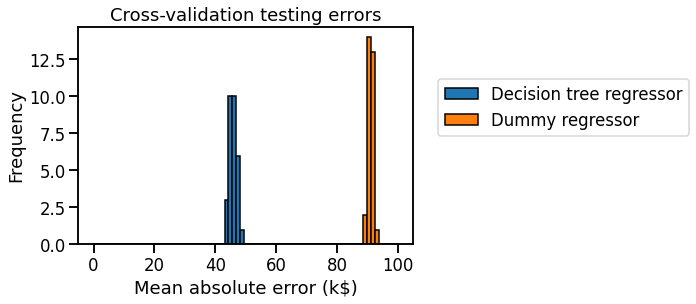 Cross-validation testing errors
12.5
10.0
7.5
5.0
2.5
0.0
Frequency
0 20 40 60 80 100
Mean absolute error (k$)
Decision tree regressor
Dummy regressor